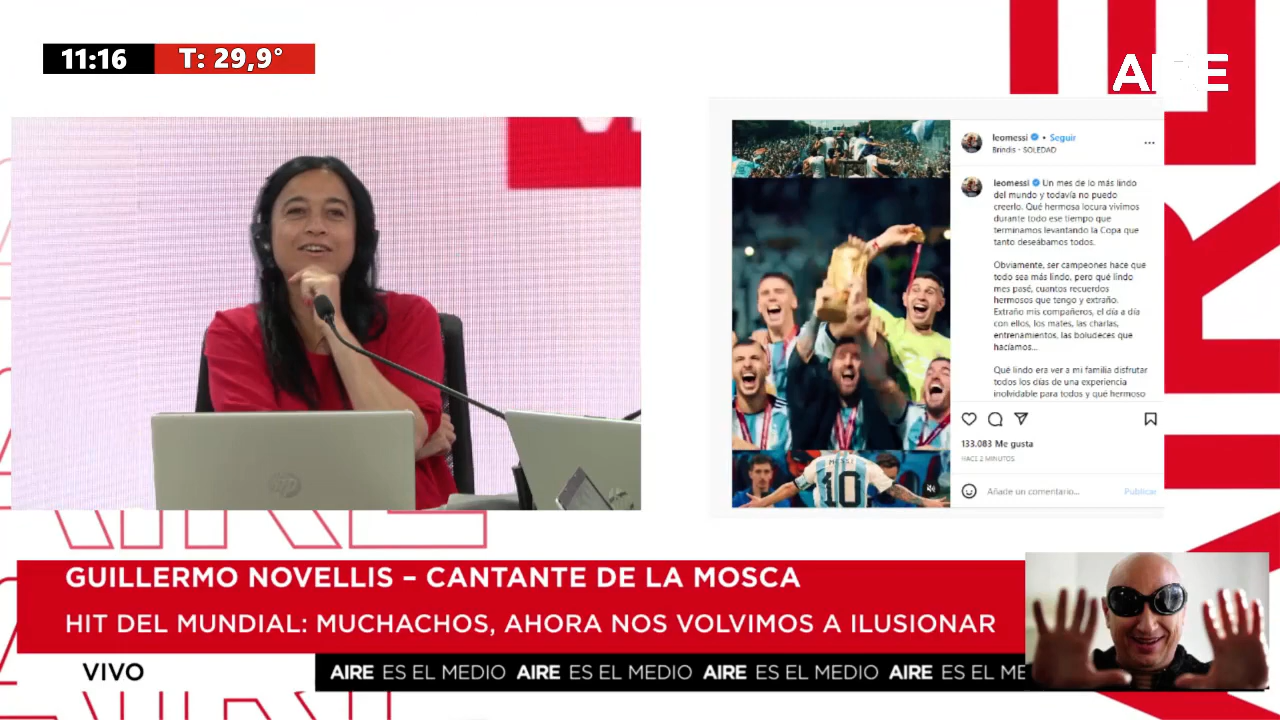 11:16
T: 29,9°
AIRE
leomessi • Seguir
Brindis - SOLEDAD
leomessi Un mes de lo más lindo
del mundo y todavía no puedo
creerlo. Qué hermosa locura vivimos
durante todo ese tiempo que
terminamos levantando la Copa que
tanto deseábamos todos.
Obviamente, ser campeones hace que
todo sea más lindo, pero qué lindo
mes pasé, cuantos recuerdos
hermosos que tengo y extraño.
Extraño mis compañeros, el día a día
con ellos, los mates, las charlas,
entrenamientos, las boludeces que
hacíamos...
Qué lindo era ver a mi familia disfrutar
todos los días de una experiencia
inolvidable para todos y qué hermoso
133.083 Me gusta
HACE 2 MINUTOS
Añade un comentario...
Publicar
MESSI
10
hp
GUILLERMO NOVELLIS – CANTANTE DE LA MOSCA
HIT DEL MUNDIAL: MUCHACHOS, AHORA NOS VOLVIMOS A ILUSIONAR
VIVO
AIRE ES EL MEDIO AIRE ES EL MEDIO AIRE ES EL MEDIO AIRE ES EL ME